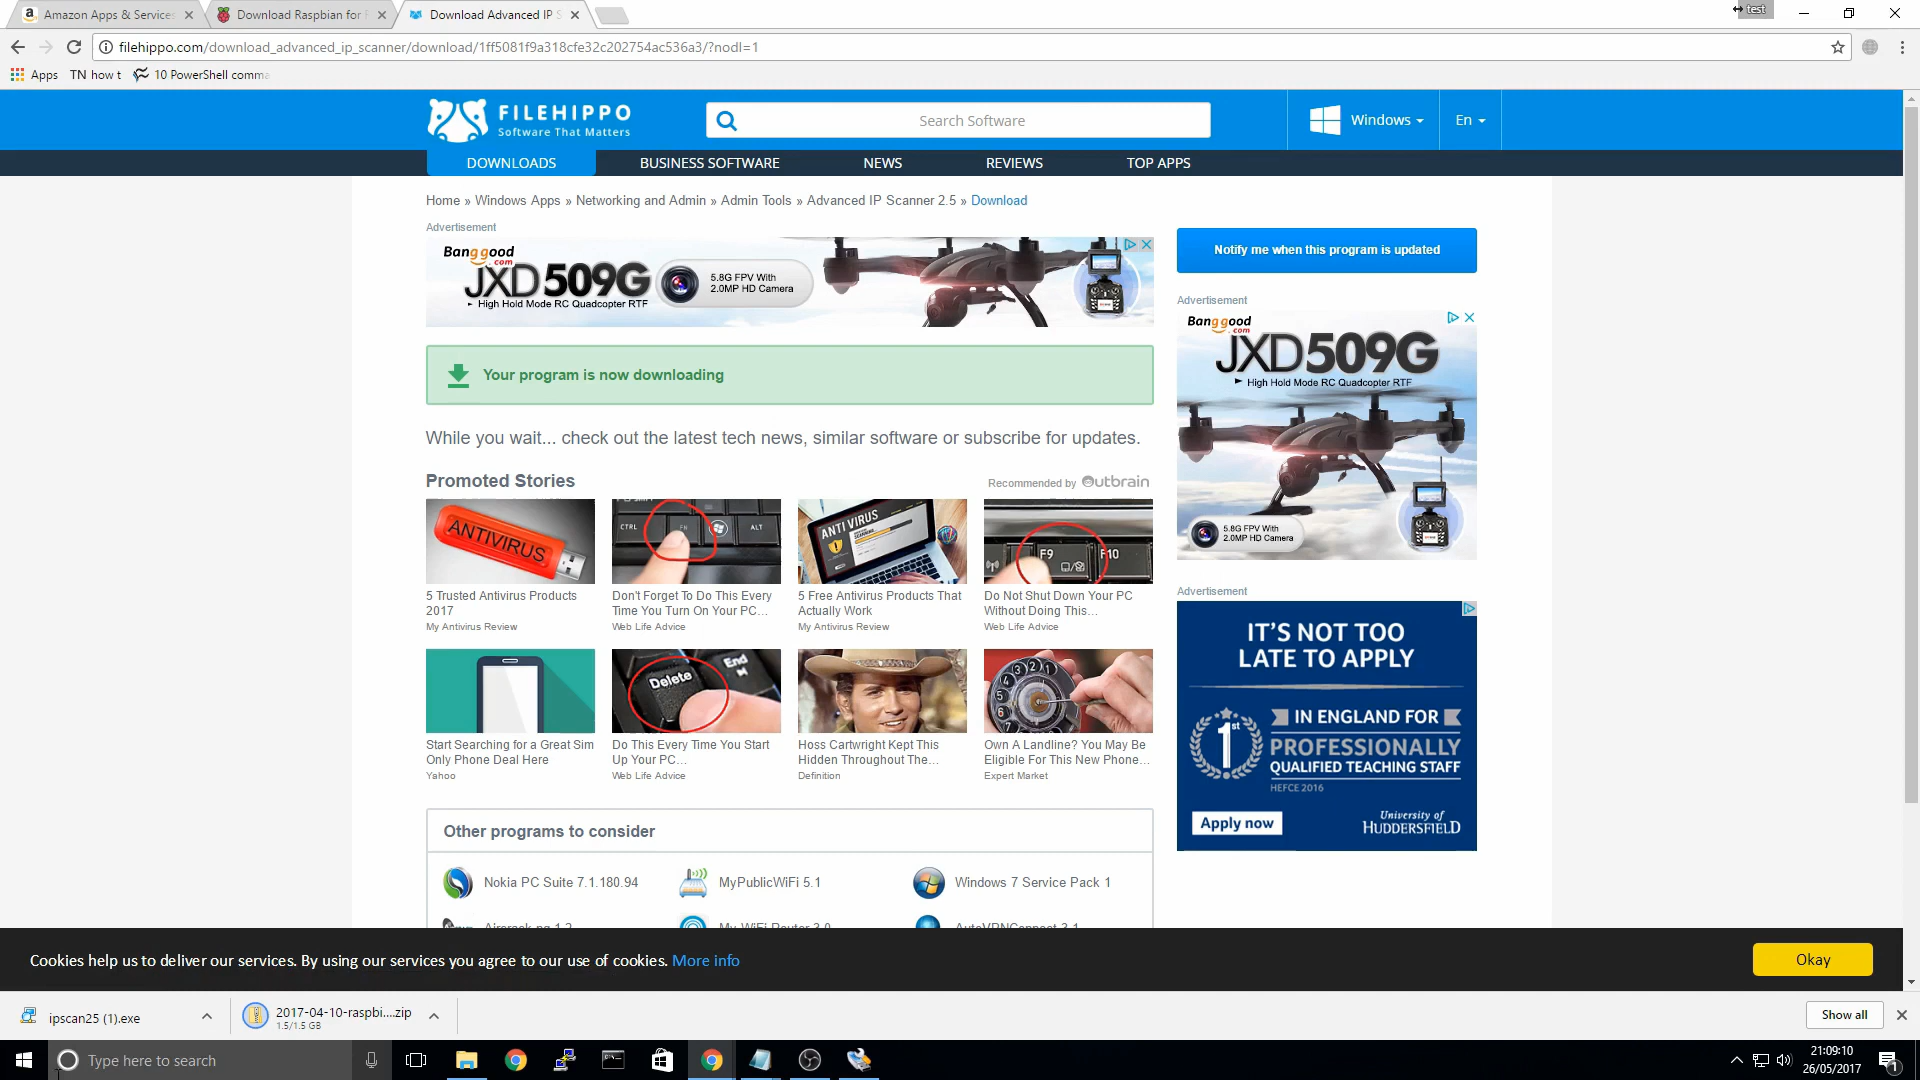 Amazon Apps & Services
Download Raspbian for
Download Advanced IP S
test
filehippo.com/download_advanced_ip_scanner/download/1ff5081f9a318cfe32c202754ac536a3/?nodl=1
Apps
TN how t
10 PowerShell comma
FILEHIPPO
Software That Matters
Search Software
Windows
En
DOWNLOADS
BUSINESS SOFTWARE
NEWS
REVIEWS
TOP APPS
Home » Windows Apps » Networking and Admin » Admin Tools » Advanced IP Scanner 2.5 » Download
Advertisement
Banggood
.com
JXD509G
High Hold Mode RC Quadcopter RTF
5.8G FPV With
2.0MP HD Camera
Notify me when this program is updated
Advertisement
Banggood
.com
JXD509G
High Hold Mode RC Quadcopter RTF
5.8G FPV With
2.0MP HD Camera
Your program is now downloading
While you wait... check out the latest tech news, similar software or subscribe for updates.
Promoted Stories
Recommended by Outbrain
ANTIVIRUS
CTRL
FN
ALT
ANTI VIRUS
F9
F10
5 Trusted Antivirus Products
2017
My Antivirus Review
Don't Forget To Do This Every
Time You Turn On Your PC...
Web Life Advice
5 Free Antivirus Products That
Actually Work
My Antivirus Review
Do Not Shut Down Your PC
Without Doing This...
Web Life Advice
Delete
End
Start Searching for a Great Sim
Only Phone Deal Here
Yahoo
Do This Every Time You Start
Up Your PC...
Web Life Advice
Hoss Cartwright Kept This
Hidden Throughout The...
Definition
Own A Landline? You May Be
Eligible For This New Phone...
Expert Market
Advertisement
IT'S NOT TOO
LATE TO APPLY
1st
IN ENGLAND FOR
PROFESSIONALLY
QUALIFIED TEACHING STAFF
HEFCE 2016
Apply now
University of
HUDDERSFIELD
Other programs to consider
Nokia PC Suite 7.1.180.94
MyPublicWiFi 5.1
Windows 7 Service Pack 1
Aircrack-ng 1.2
My WiFi Router 3.0
AutoVPNConnect 3.1
Cookies help us to deliver our services. By using our services you agree to our use of cookies. More info
Okay
ipscan25 (1).exe
2017-04-10-raspbi....zip
1.5/1.5 GB
Show all
Type here to search
21:09:10
26/05/2017
1